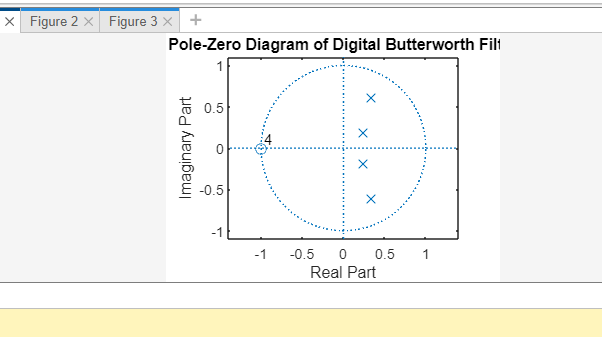 Figure 2 Figure 3
Pole-Zero Diagram of Digital Butterworth Filt
1
0.5
0
-0.5
-1
Imaginary Part
4
-1 -0.5 0 0.5 1
Real Part